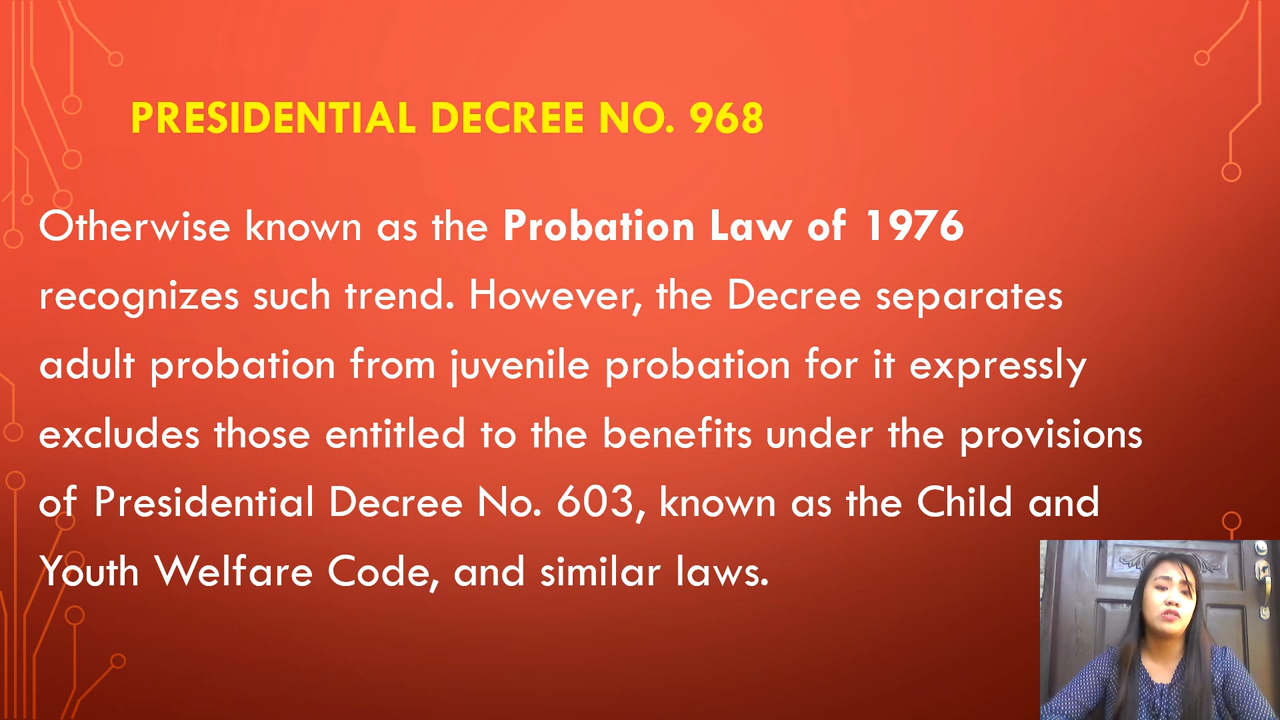 PRESIDENTIAL DECREE NO. 968
Otherwise known as the Probation Law of 1976
recognizes such trend. However, the Decree separates
adult probation from juvenile probation for it expressly
excludes those entitled to the benefits under the provisions
of Presidential Decree No. 603, known as the Child and
Youth Welfare Code, and similar laws.